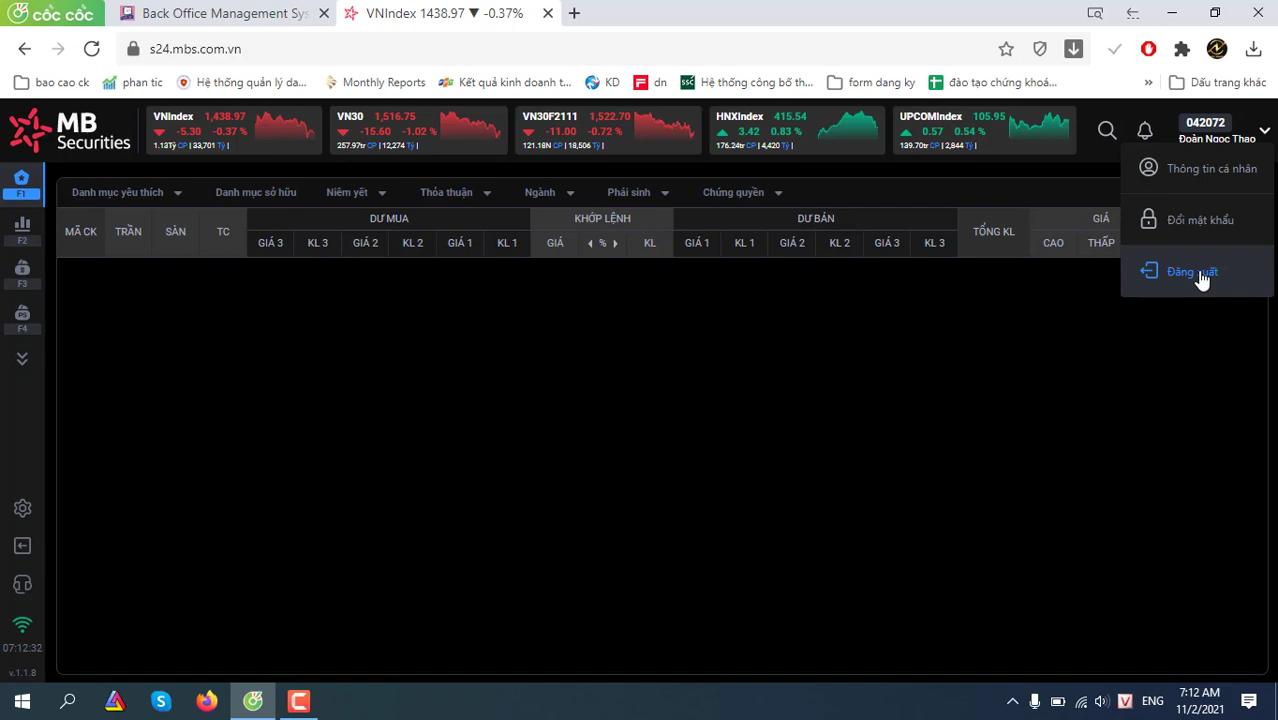 cốc cốc
Back Office Management Sys
VNIndex 1438.97 ▼ -0.37%
s24.mbs.com.vn
bao cao ck
phan tic
Hệ thống quản lý da...
Monthly Reports
Kết quả kinh doanh t...
KD
dn
Hệ thống công bố th...
form dang ky
đào tạo chứng khoá...
»
Dấu trang khác
MB Securities
VNIndex 1,438.97
-5.30 -0.37 %
1.13Tỷ CP | 33,701 Tỷ |
VN30 1,516.75
-15.60 -1.02 %
257.97tr CP | 12,274 Tỷ |
VN30F2111 1,522.70
-11.00 -0.72 %
121.18N CP | 18,506 Tỷ |
HNXIndex 415.54
3.42 0.83 %
176.24tr CP | 4,420 Tỷ |
UPCOMIndex 105.95
0.57 0.54 %
139.70tr CP | 2,844 Tỷ |
042072
Đoàn Ngọc Thao
Thông tin cá nhân
Đổi mật khẩu
Đăng xuất
F1
F2
F3
F4
Danh mục yêu thích
Danh mục sở hữu
Niêm yết
Thỏa thuận
Ngành
Phái sinh
Chứng quyền
MÃ CK TRẦN SÀN TC DƯ MUA KHỚP LỆNH DƯ BÁN TỔNG KL GIÁ
GIÁ 3 KL 3 GIÁ 2 KL 2 GIÁ 1 KL 1 GIÁ % KL GIÁ 1 KL 1 GIÁ 2 KL 2 GIÁ 3 KL 3 CAO THẤP
07:12:32
v.1.1.8
ENG
7:12 AM
11/2/2021